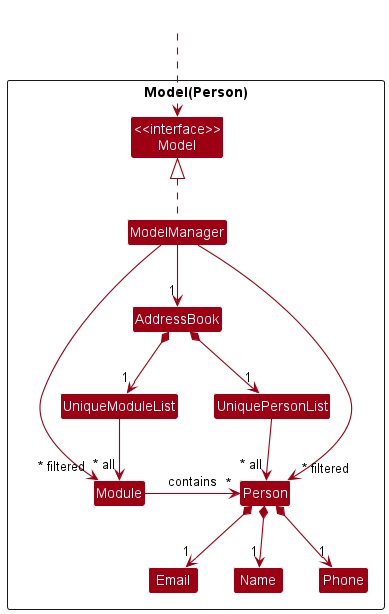 Model(Person)
<<interface>>
Model
ModelManager
1
AddressBook
1
1
UniqueModuleList
UniquePersonList
* filtered
* all
* all
* filtered
Module
contains
*
Person
1
1
1
Email
Name
Phone